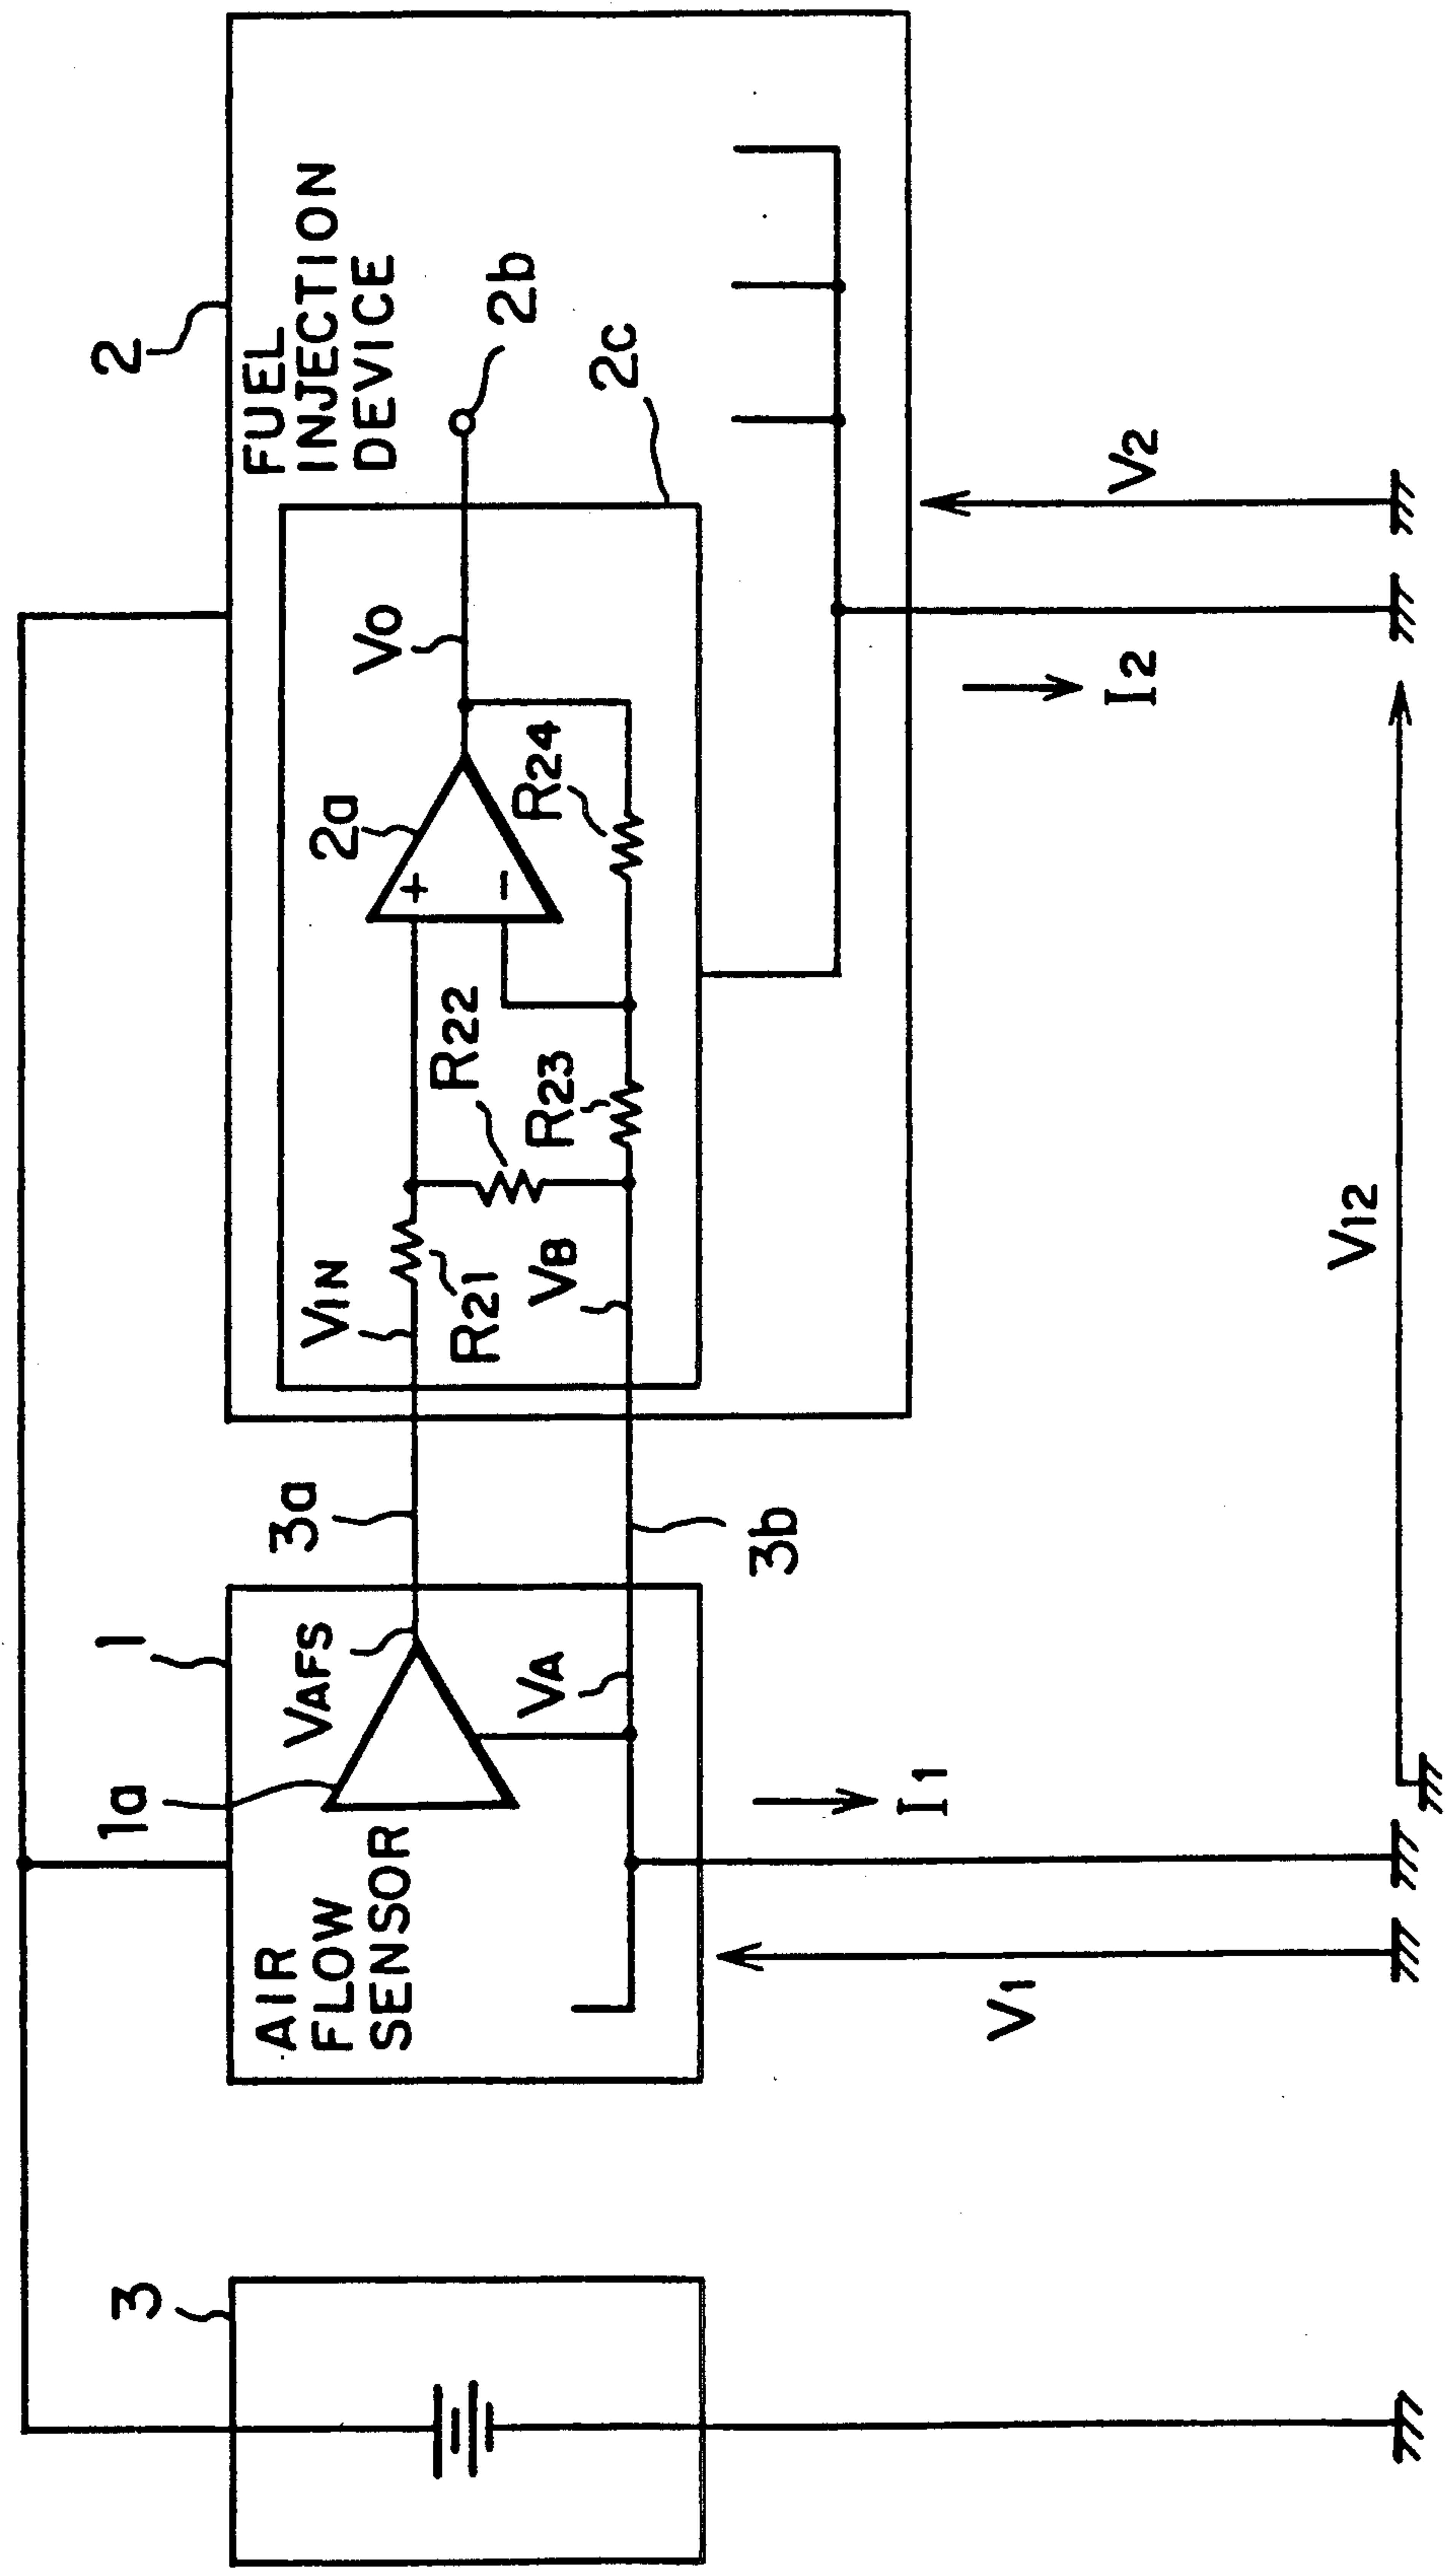 2
FUEL
INJECTION
DEVICE
2b
2c
VO
2a
+
-
R24
R22
R23
VIN
R21
VB
3a
3b
1
VAFS
VA
1a
AIR
FLOW
SENSOR
I1
V1
I2
V2
V12
3